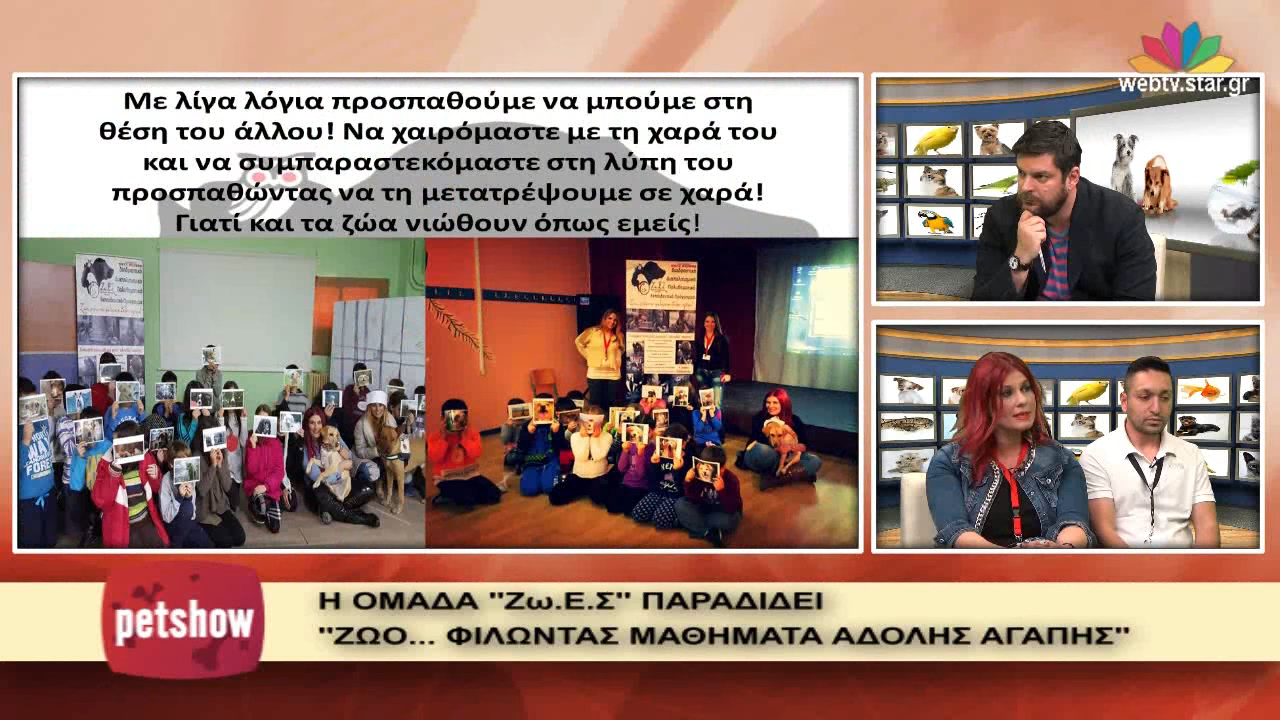 webtv.star.gr
Με λίγα λόγια προσπαθούμε να μπούμε στη
θέση του άλλου! Να χαιρόμαστε με τη χαρά του
και να συμπαραστεκόμαστε στη λύπη του
προσπαθώντας να τη μετατρέψουμε σε χαρά!
Γιατί και τα ζώα νιώθουν όπως εμείς!
petshow
Η ΟΜΑΔΑ "Ζω.Ε.Σ" ΠΑΡΑΔΙΔΕΙ
"ΖΩΟ... ΦΙΛΩΝΤΑΣ ΜΑΘΗΜΑΤΑ ΑΔΟΛΗΣ ΑΓΑΠΗΣ"